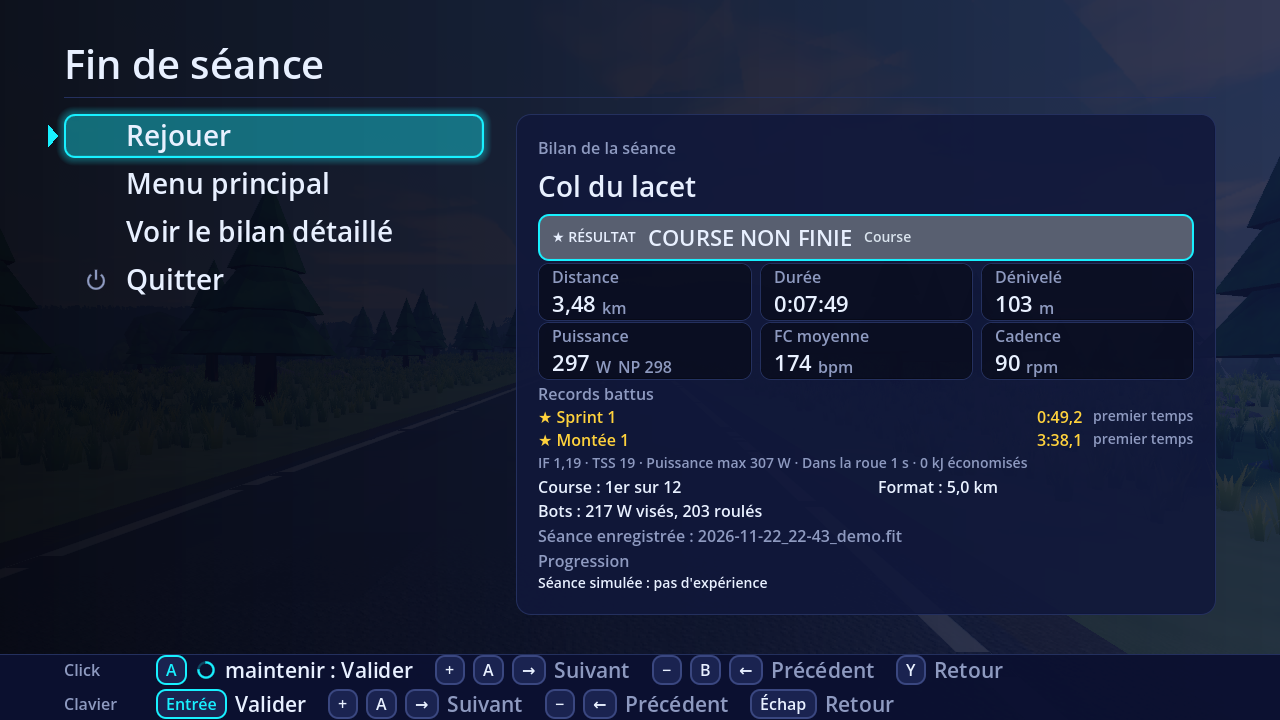 Fin de séance
Rejouer
Menu principal
Voir le bilan détaillé
Quitter
Bilan de la séance
Col du lacet
★ RÉSULTAT COURSE NON FINIE Course
Distance
3,48 km
Durée
0:07:49
Dénivelé
103 m
Puissance
297 W NP 298
FC moyenne
174 bpm
Cadence
90 rpm
Records battus
★ Sprint 1 0:49,2 premier temps
★ Montée 1 3:38,1 premier temps
IF 1,19 · TSS 19 · Puissance max 307 W · Dans la roue 1 s · 0 kJ économisés
Course : 1er sur 12 Format : 5,0 km
Bots : 217 W visés, 203 roulés
Séance enregistrée : 2026-11-22_22-43_demo.fit
Progression
Séance simulée : pas d'expérience
Click A maintenir : Valider + A → Suivant − B ← Précédent Y Retour
Clavier Entrée Valider + A → Suivant − ← Précédent Échap Retour